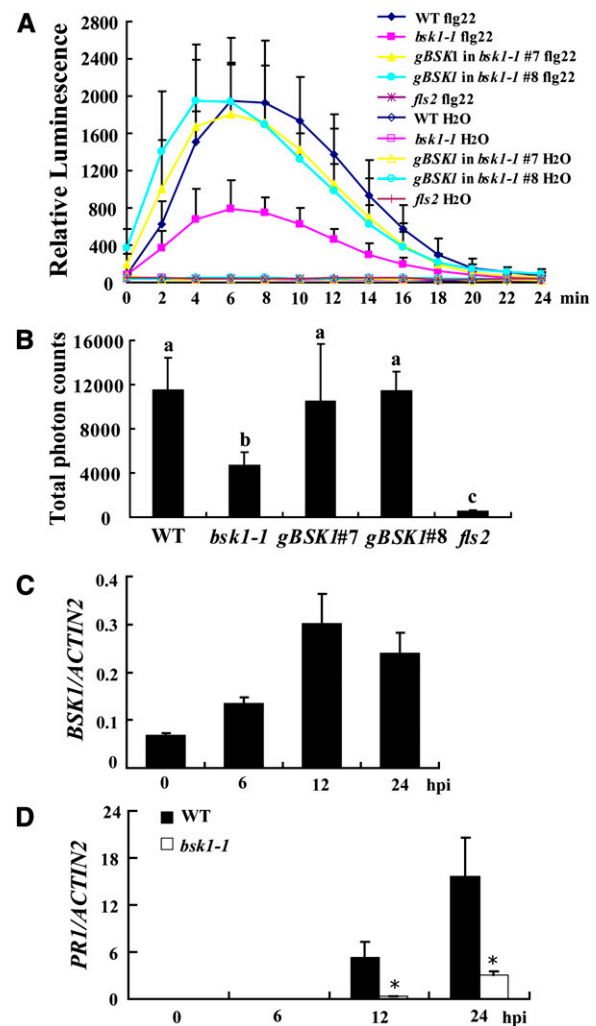 A
Relative Luminescence
2800
2400
2000
1600
1200
800
400
0
0 2 4 6 8 10 12 14 16 18 20 22 24 min
WT flg22
bsk1-1 flg22
gBSK1 in bsk1-1 #7 flg22
gBSK1 in bsk1-1 #8 flg22
fls2 flg22
WT H2O
bsk1-1 H2O
gBSK1 in bsk1-1 #7 H2O
gBSK1 in bsk1-1 #8 H2O
fls2 H2O
B
Total photon counts
16000
12000
8000
4000
0
a
b
a
a
c
WT bsk1-1 gBSK1#7 gBSK1#8 fls2
C
BSK1/ACTIN2
0.4
0.3
0.2
0.1
0
0 6 12 24 hpi
D
PR1/ACTIN2
24
18
12
6
0
WT
bsk1-1
*
*
0 6 12 24 hpi